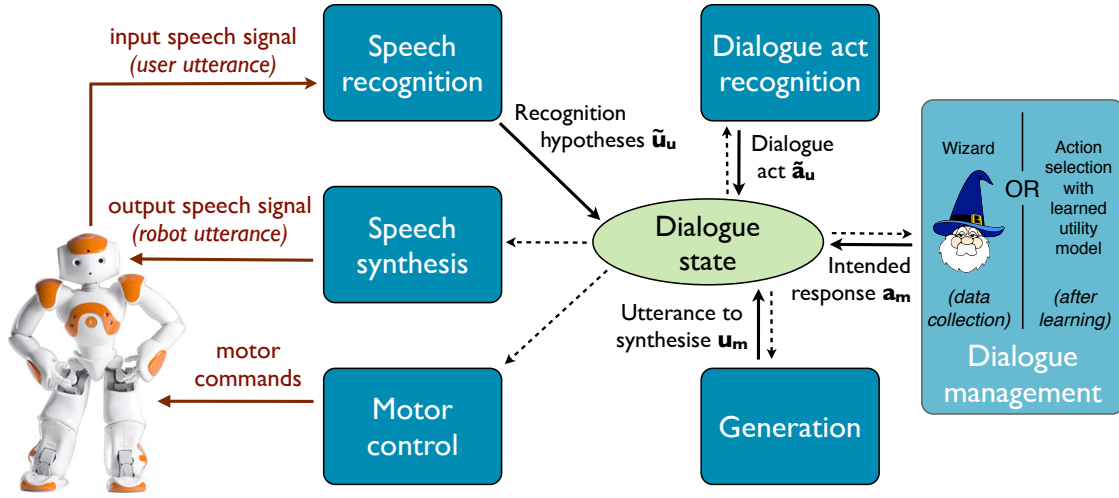 input speech signal
(user utterance)
Speech
recognition
Dialogue act
recognition
Recognition
hypotheses ũu
Dialogue
act ãu
Wizard
OR
Action
selection
with
learned
utility
model
(data
collection)
(after
learning)
Dialogue
management
output speech signal
(robot utterance)
Speech
synthesis
Dialogue
state
Intended
response am
Utterance to
synthesise um
motor
commands
Motor
control
Generation